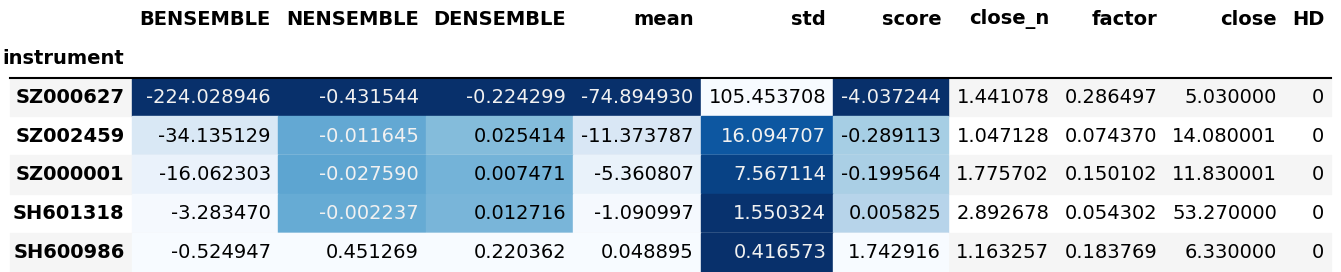 BENSEMBLE NENSEMBLE DENSEMBLE mean std score close_n factor close HD
instrument
SZ000627 -224.028946 -0.431544 -0.224299 -74.894930 105.453708 -4.037244 1.441078 0.286497 5.030000 0
SZ002459 -34.135129 -0.011645 0.025414 -11.373787 16.094707 -0.289113 1.047128 0.074370 14.080001 0
SZ000001 -16.062303 -0.027590 0.007471 -5.360807 7.567114 -0.199564 1.775702 0.150102 11.830001 0
SH601318 -3.283470 -0.002237 0.012716 -1.090997 1.550324 0.005825 2.892678 0.054302 53.270000 0
SH600986 -0.524947 0.451269 0.220362 0.048895 0.416573 1.742916 1.163257 0.183769 6.330000 0